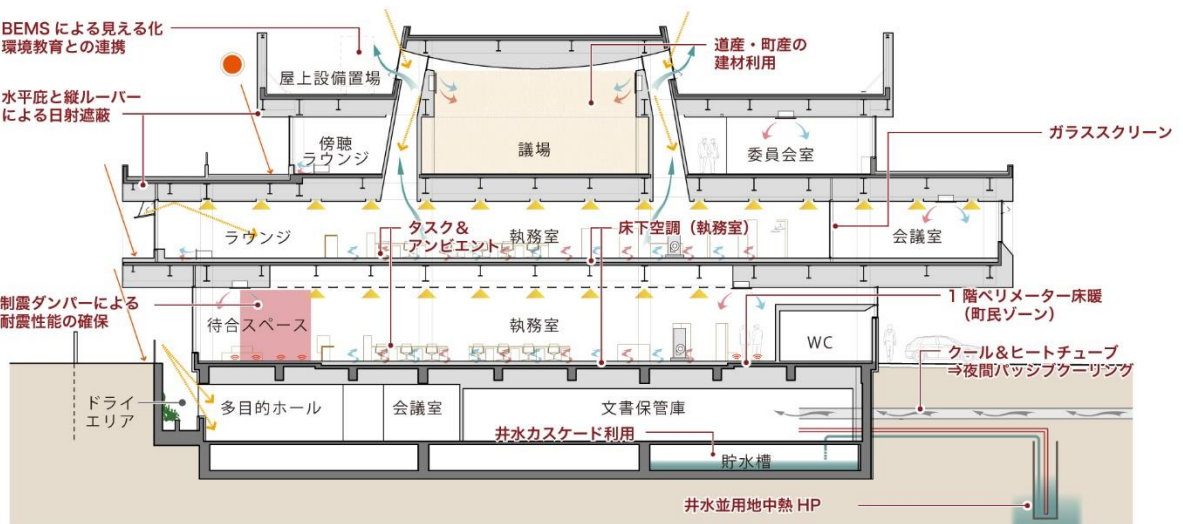 BEMS による見える化
環境教育との連携
屋上設備置場
道産・町産の
建材利用
水平庇と縦ルーバー
による日射遮蔽
傍聴
ラウンジ
議場
委員会室
ガラススクリーン
ラウンジ
タスク&
アンビエント
執務室
床下空調（執務室）
会議室
制震ダンパーによる
耐震性能の確保
待合スペース
執務室
1 階ペリメーター床暖
（町民ゾーン）
WC
クール&ヒートチューブ
⇒夜間パッシブクーリング
ドライ
エリア
多目的ホール
会議室
文書保管庫
井水カスケード利用
貯水槽
井水並用地中熱 HP